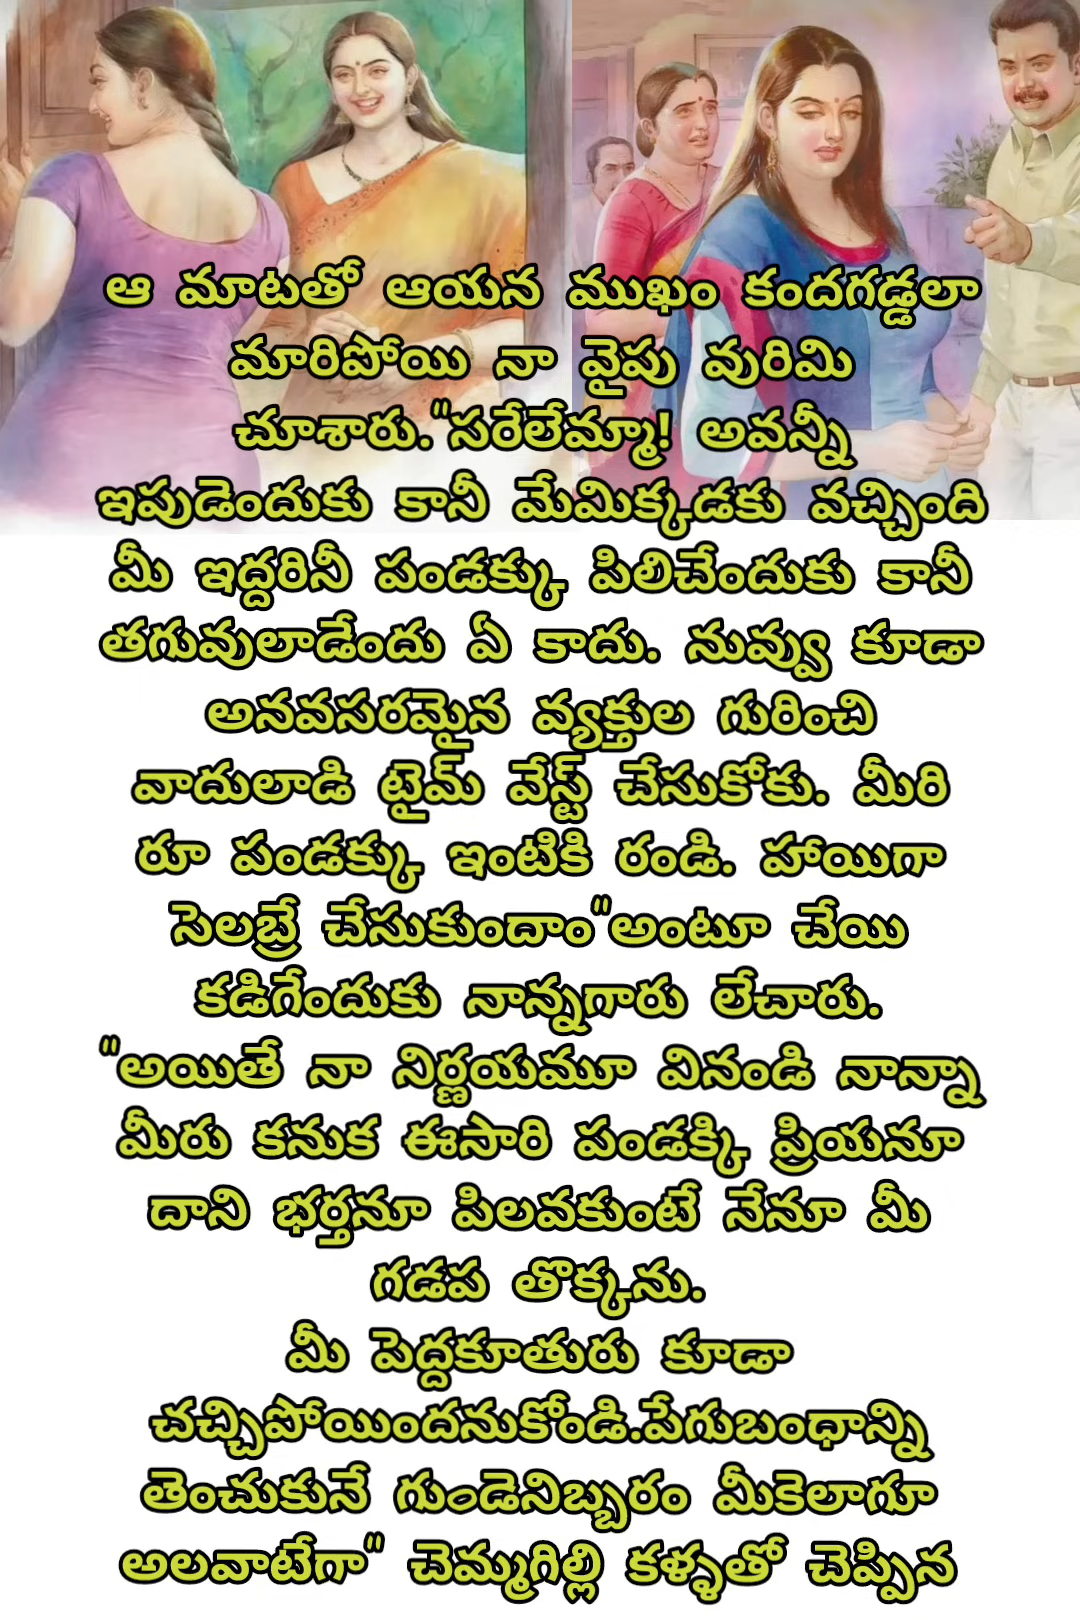 ఆ మాటతో ఆయన ముఖం కందగడ్డలా
మారిపోయి నా వైపు వురిమి
చూశారు."సరేలేమ్మా! అవన్నీ
ఇపుడెందుకు కానీ మేమిక్కడకు వచ్చింది
మీ ఇద్దరినీ పండక్కు పిలిచేందుకు కానీ
తగువులాడేందు ఏ కాదు. నువ్వు కూడా
అనవసరమైన వ్యక్తుల గురించి
వాదులాడి టైమ్ వేస్ట్ చేసుకోకు. మీరి
రూ పండక్కు ఇంటికి రండి. హాయిగా
సెలబ్రే చేసుకుందాం"అంటూ చేయి
కడిగేందుకు నాన్నగారు లేచారు.
"అయితే నా నిర్ణయమూ వినండి నాన్నా
మీరు కనుక ఈసారి పండక్కి ప్రియనూ
దాని భర్తనూ పిలవకుంటే నేనూ మీ
గడప తొక్కను.
మీ పెద్దకూతురు కూడా
చచ్చిపోయిందనుకోండి.పేగుబంధాన్ని
తెంచుకునే గుండెనిబ్బరం మీకెలాగూ
అలవాటేగా" చెమ్మగిల్లి కళ్ళతో చెప్పిన